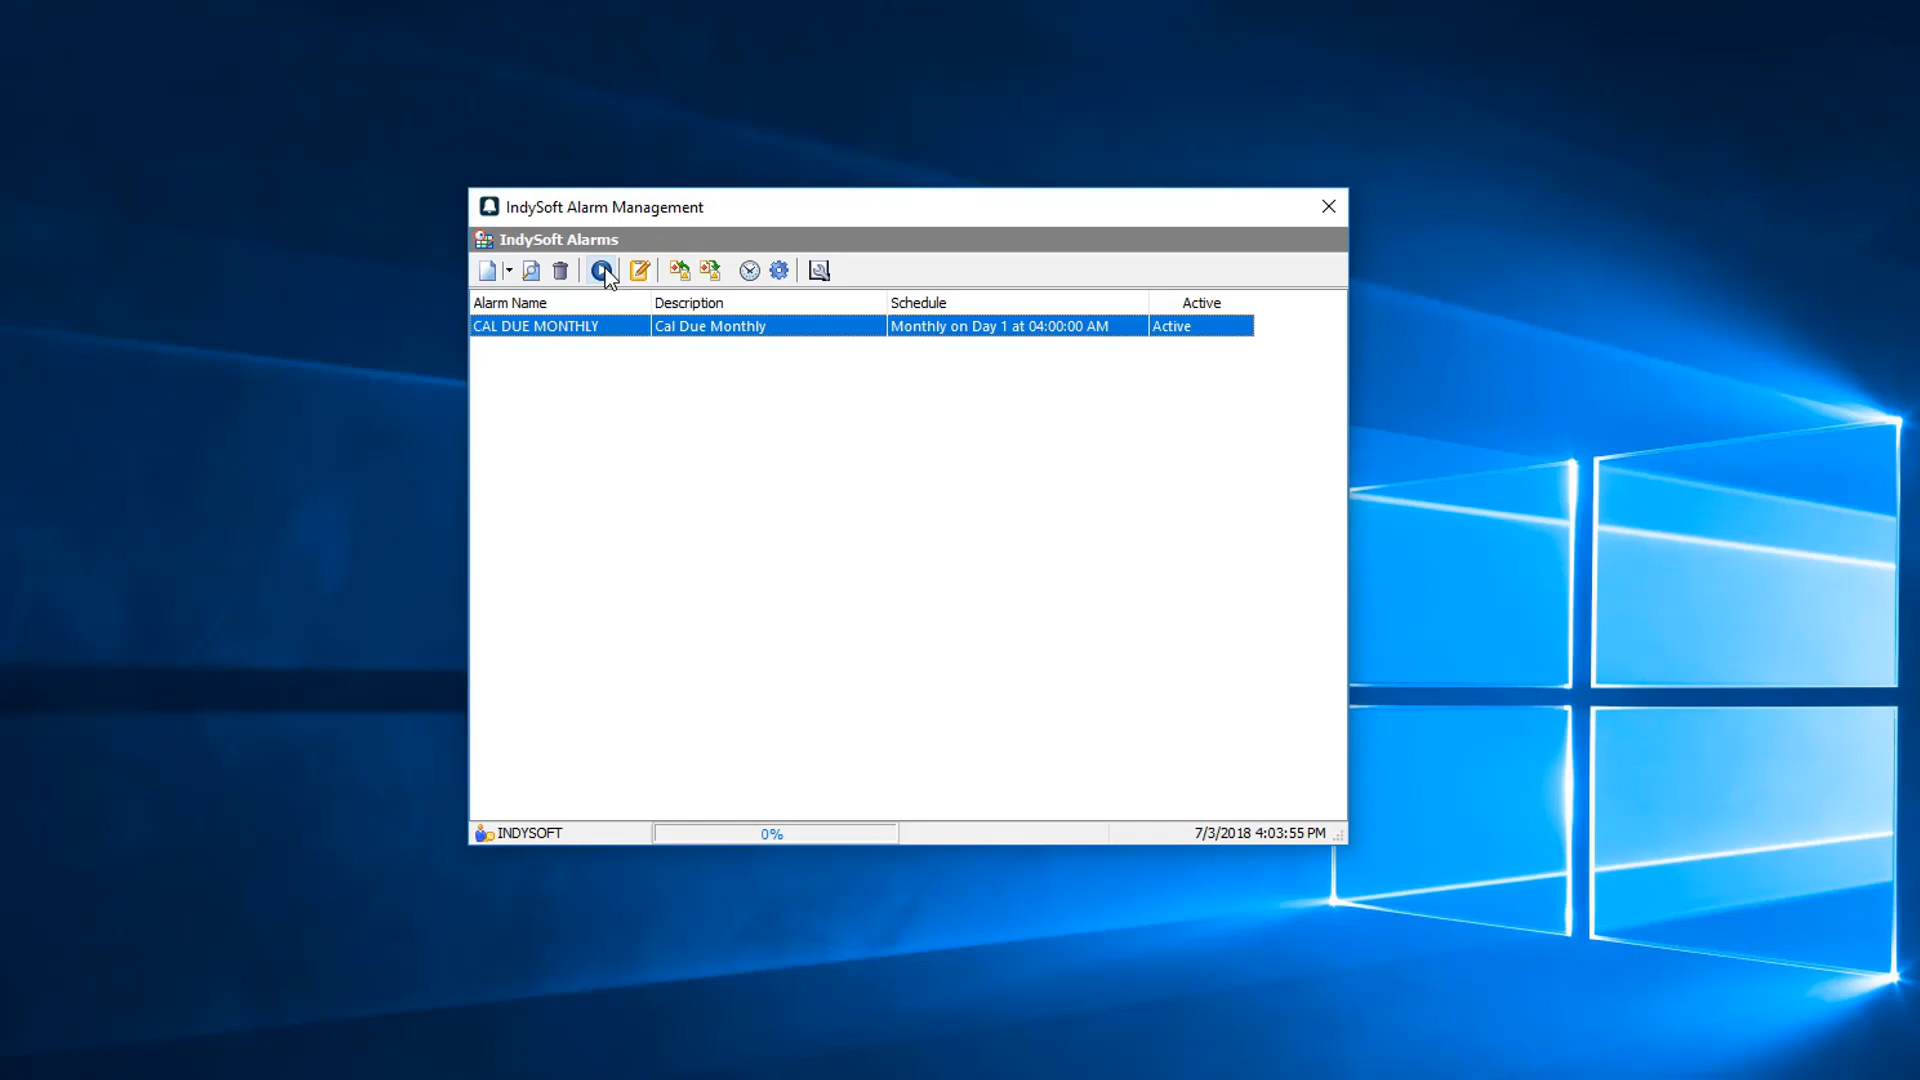 IndySoft Alarm Management
IndySoft Alarms
Alarm Name Description Schedule Active
CAL DUE MONTHLY Cal Due Monthly Monthly on Day 1 at 04:00:00 AM Active
INDYSOFT 0% 7/3/2018 4:03:55 PM